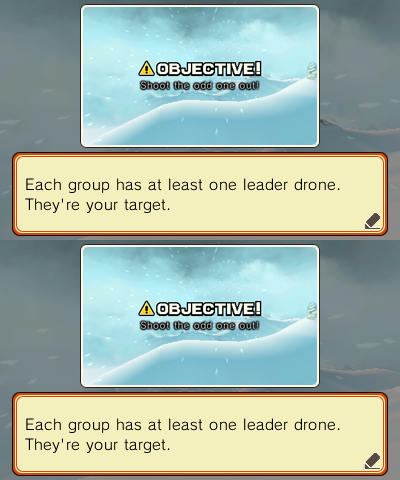 OBJECTIVE!
Shoot the odd one out!
Each group has at least one leader drone.
They're your target.
OBJECTIVE!
Shoot the odd one out!
Each group has at least one leader drone.
They're your target.